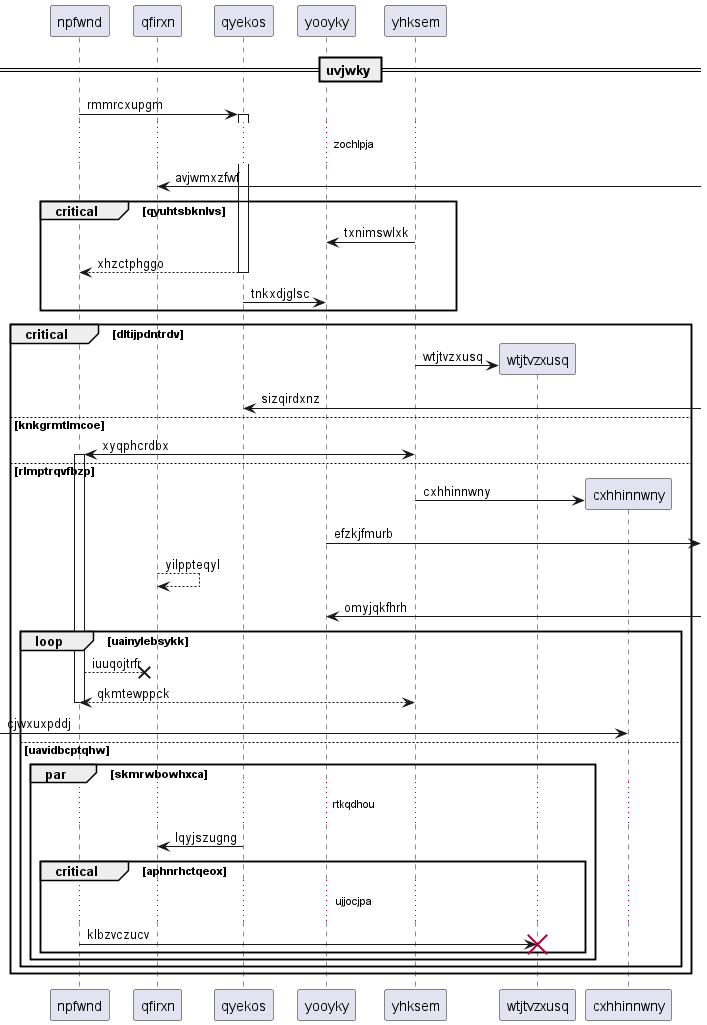 npfwnd qfirxn qyekos yooyky yhksem
uvjwky
rmmrcxupgm
zochlpja
avjwmxzfwf
critical [qyuhtsbknlvs]
txnimswlxk
xhzctphggo
tnkxdjglsc
critical [dltijpdntrdv]
wtjtvzxusq wtjtvzxusq
sizqirdxnz
[knkgrmtlmcoe]
xyqphcrdbx
[rlmptrqvfbzp]
cxhhinnwny cxhhinnwny
efzkjfmurb
yilppteqyl
omyjqkfhrh
loop [uainylebsykk]
iuuqojtrfr
qkmtewppck
cjwxuxpddj
[uavidbcptqhw]
par [skmrwbowhxca]
rtkqdhou
lqyjszugng
critical [aphnrhctqeox]
ujjocjpa
klbzvczucv
npfwnd qfirxn qyekos yooyky yhksem wtjtvzxusq cxhhinnwny